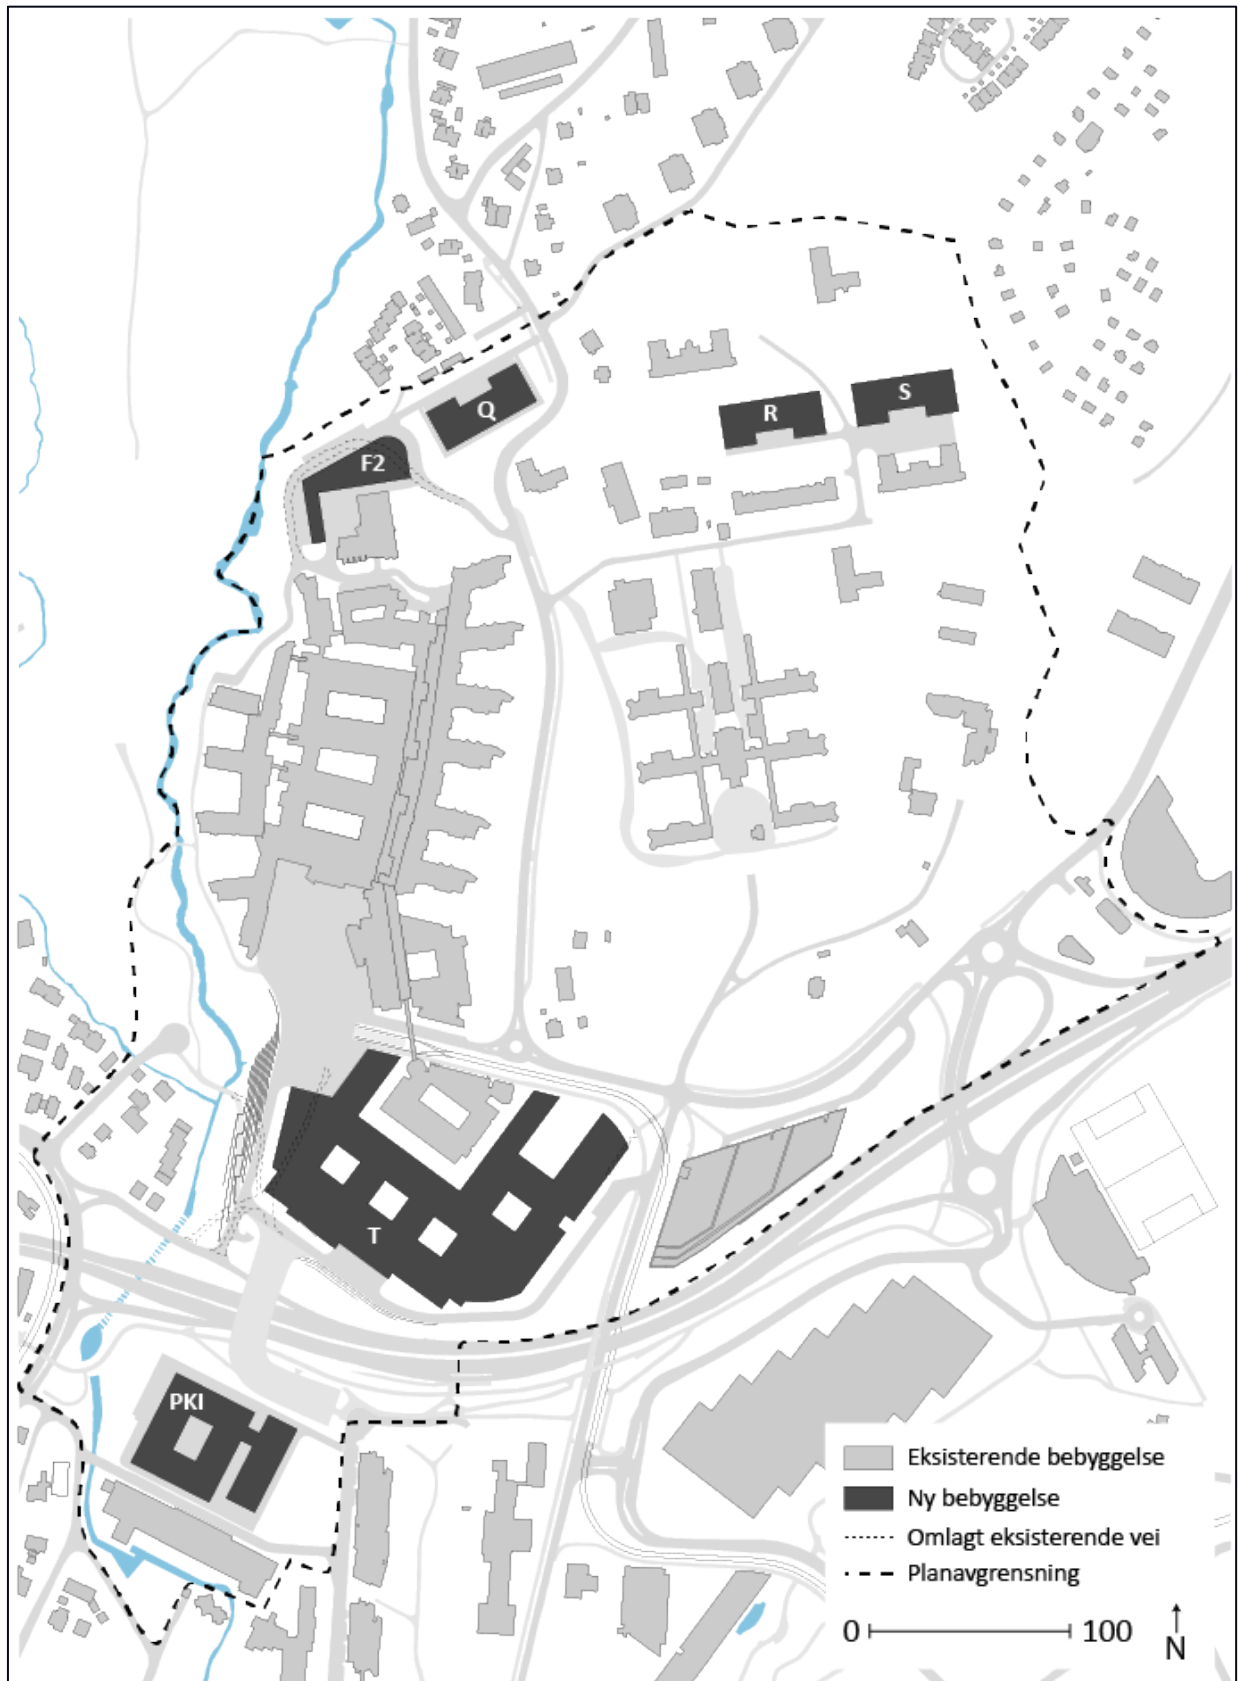 S
R
Q
F2
T
PKI
Eksisterende bebyggelse
Ny bebyggelse
Omlagt eksisterende vei
Planavgrensning
0 100 N